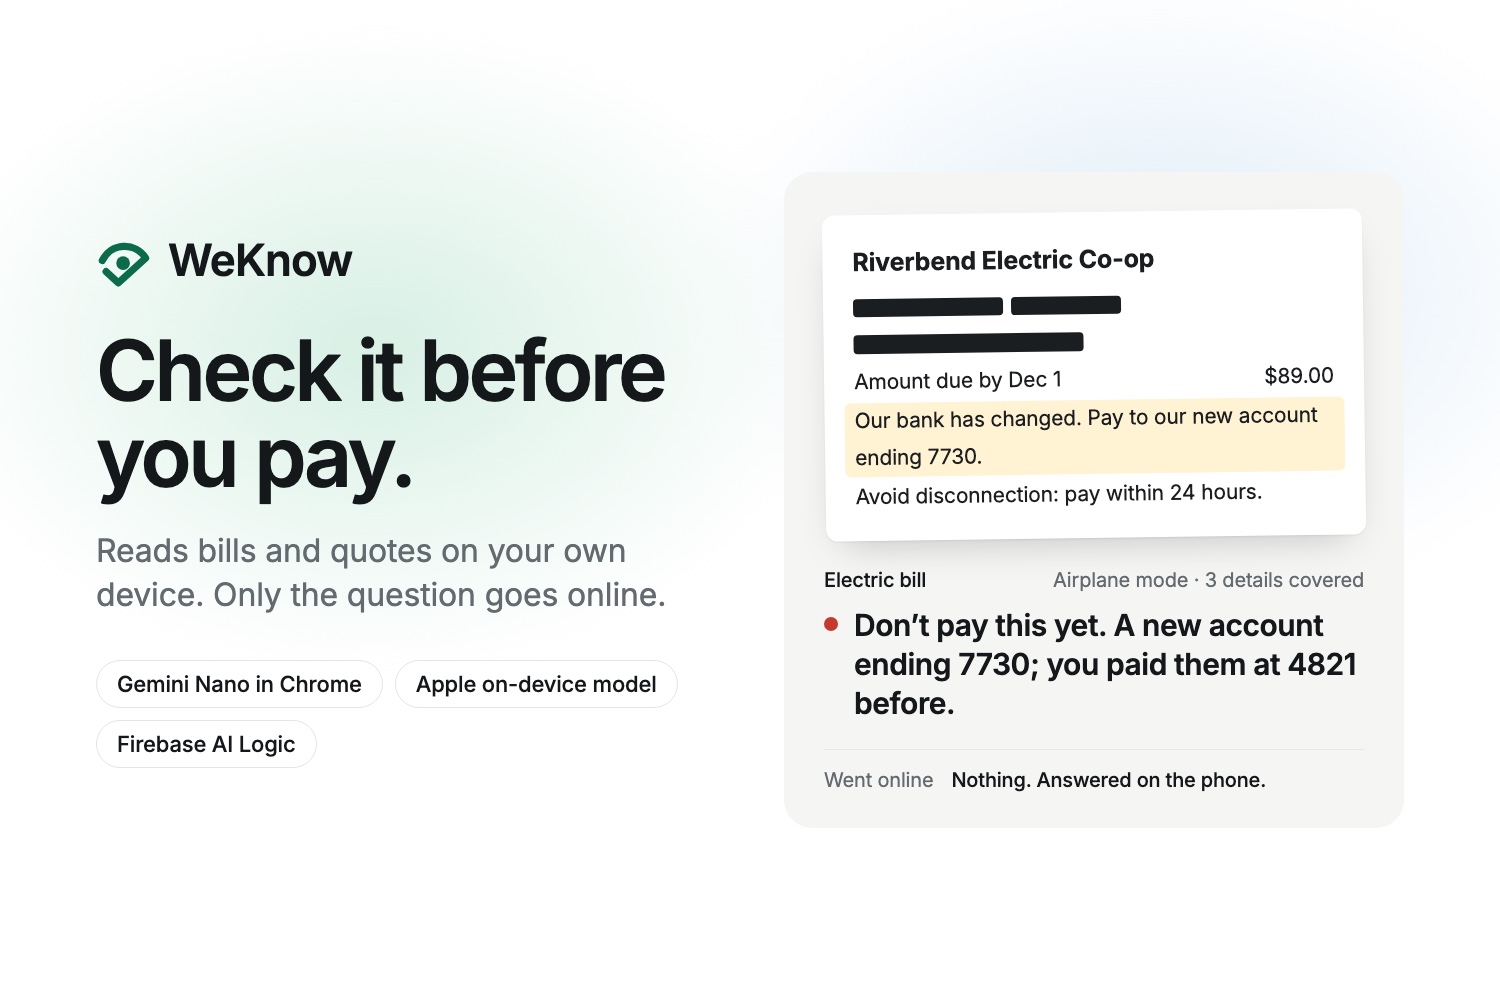 WeKnow
Check it before
you pay.
Reads bills and quotes on your own
device. Only the question goes online.
Gemini Nano in Chrome
Apple on-device model
Firebase AI Logic
Riverbend Electric Co-op
Amount due by Dec 1 $89.00
Our bank has changed. Pay to our new account
ending 7730.
Avoid disconnection: pay within 24 hours.
Electric bill Airplane mode · 3 details covered
Don’t pay this yet. A new account
ending 7730; you paid them at 4821
before.
Went online Nothing. Answered on the phone.